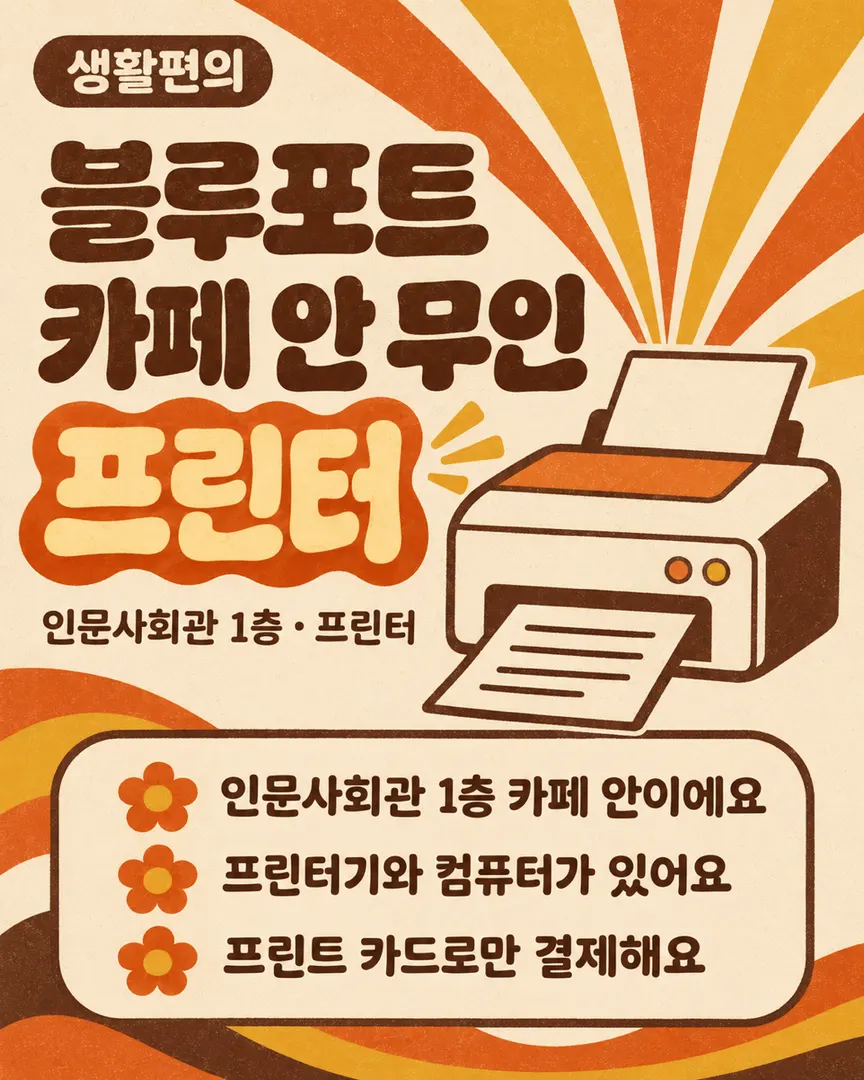 생활편의
블루포트
카페 안 무인
프린터
인문사회관 1층 · 프린터
인문사회관 1층 카페 안이에요
프린터기와 컴퓨터가 있어요
프린트 카드로만 결제해요